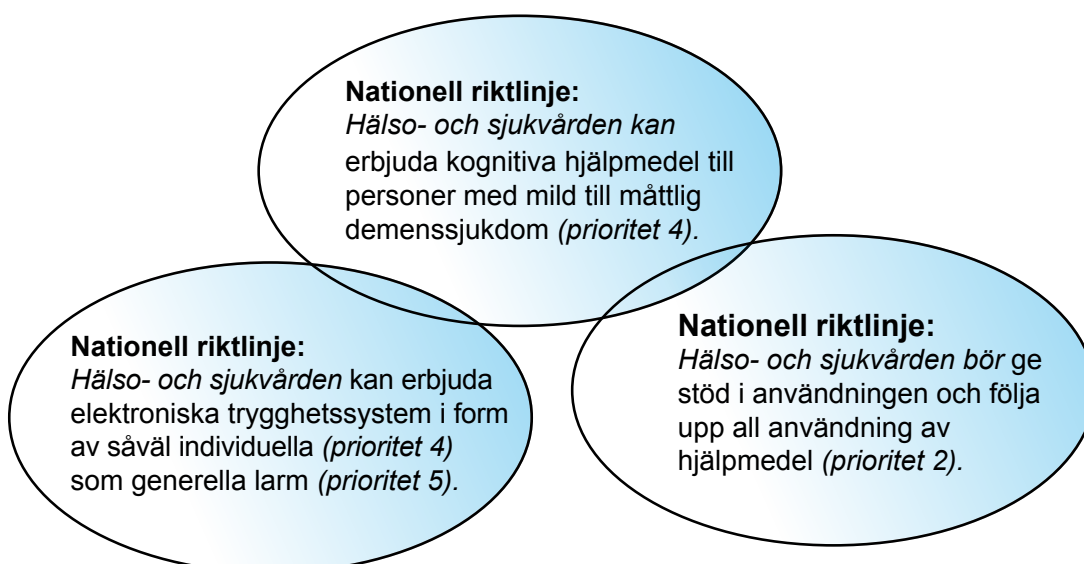 Nationell riktlinje:
Hälso- och sjukvården kan
erbjuda kognitiva hjälpmedel till
personer med mild till måttlig
demenssjukdom (prioritet 4).
Nationell riktlinje:
Hälso- och sjukvården kan erbjuda
elektroniska trygghetssystem i form
av såväl individuella (prioritet 4)
som generella larm (prioritet 5).
Nationell riktlinje:
Hälso- och sjukvården bör ge
stöd i användningen och följa
upp all användning av
hjälpmedel (prioritet 2).